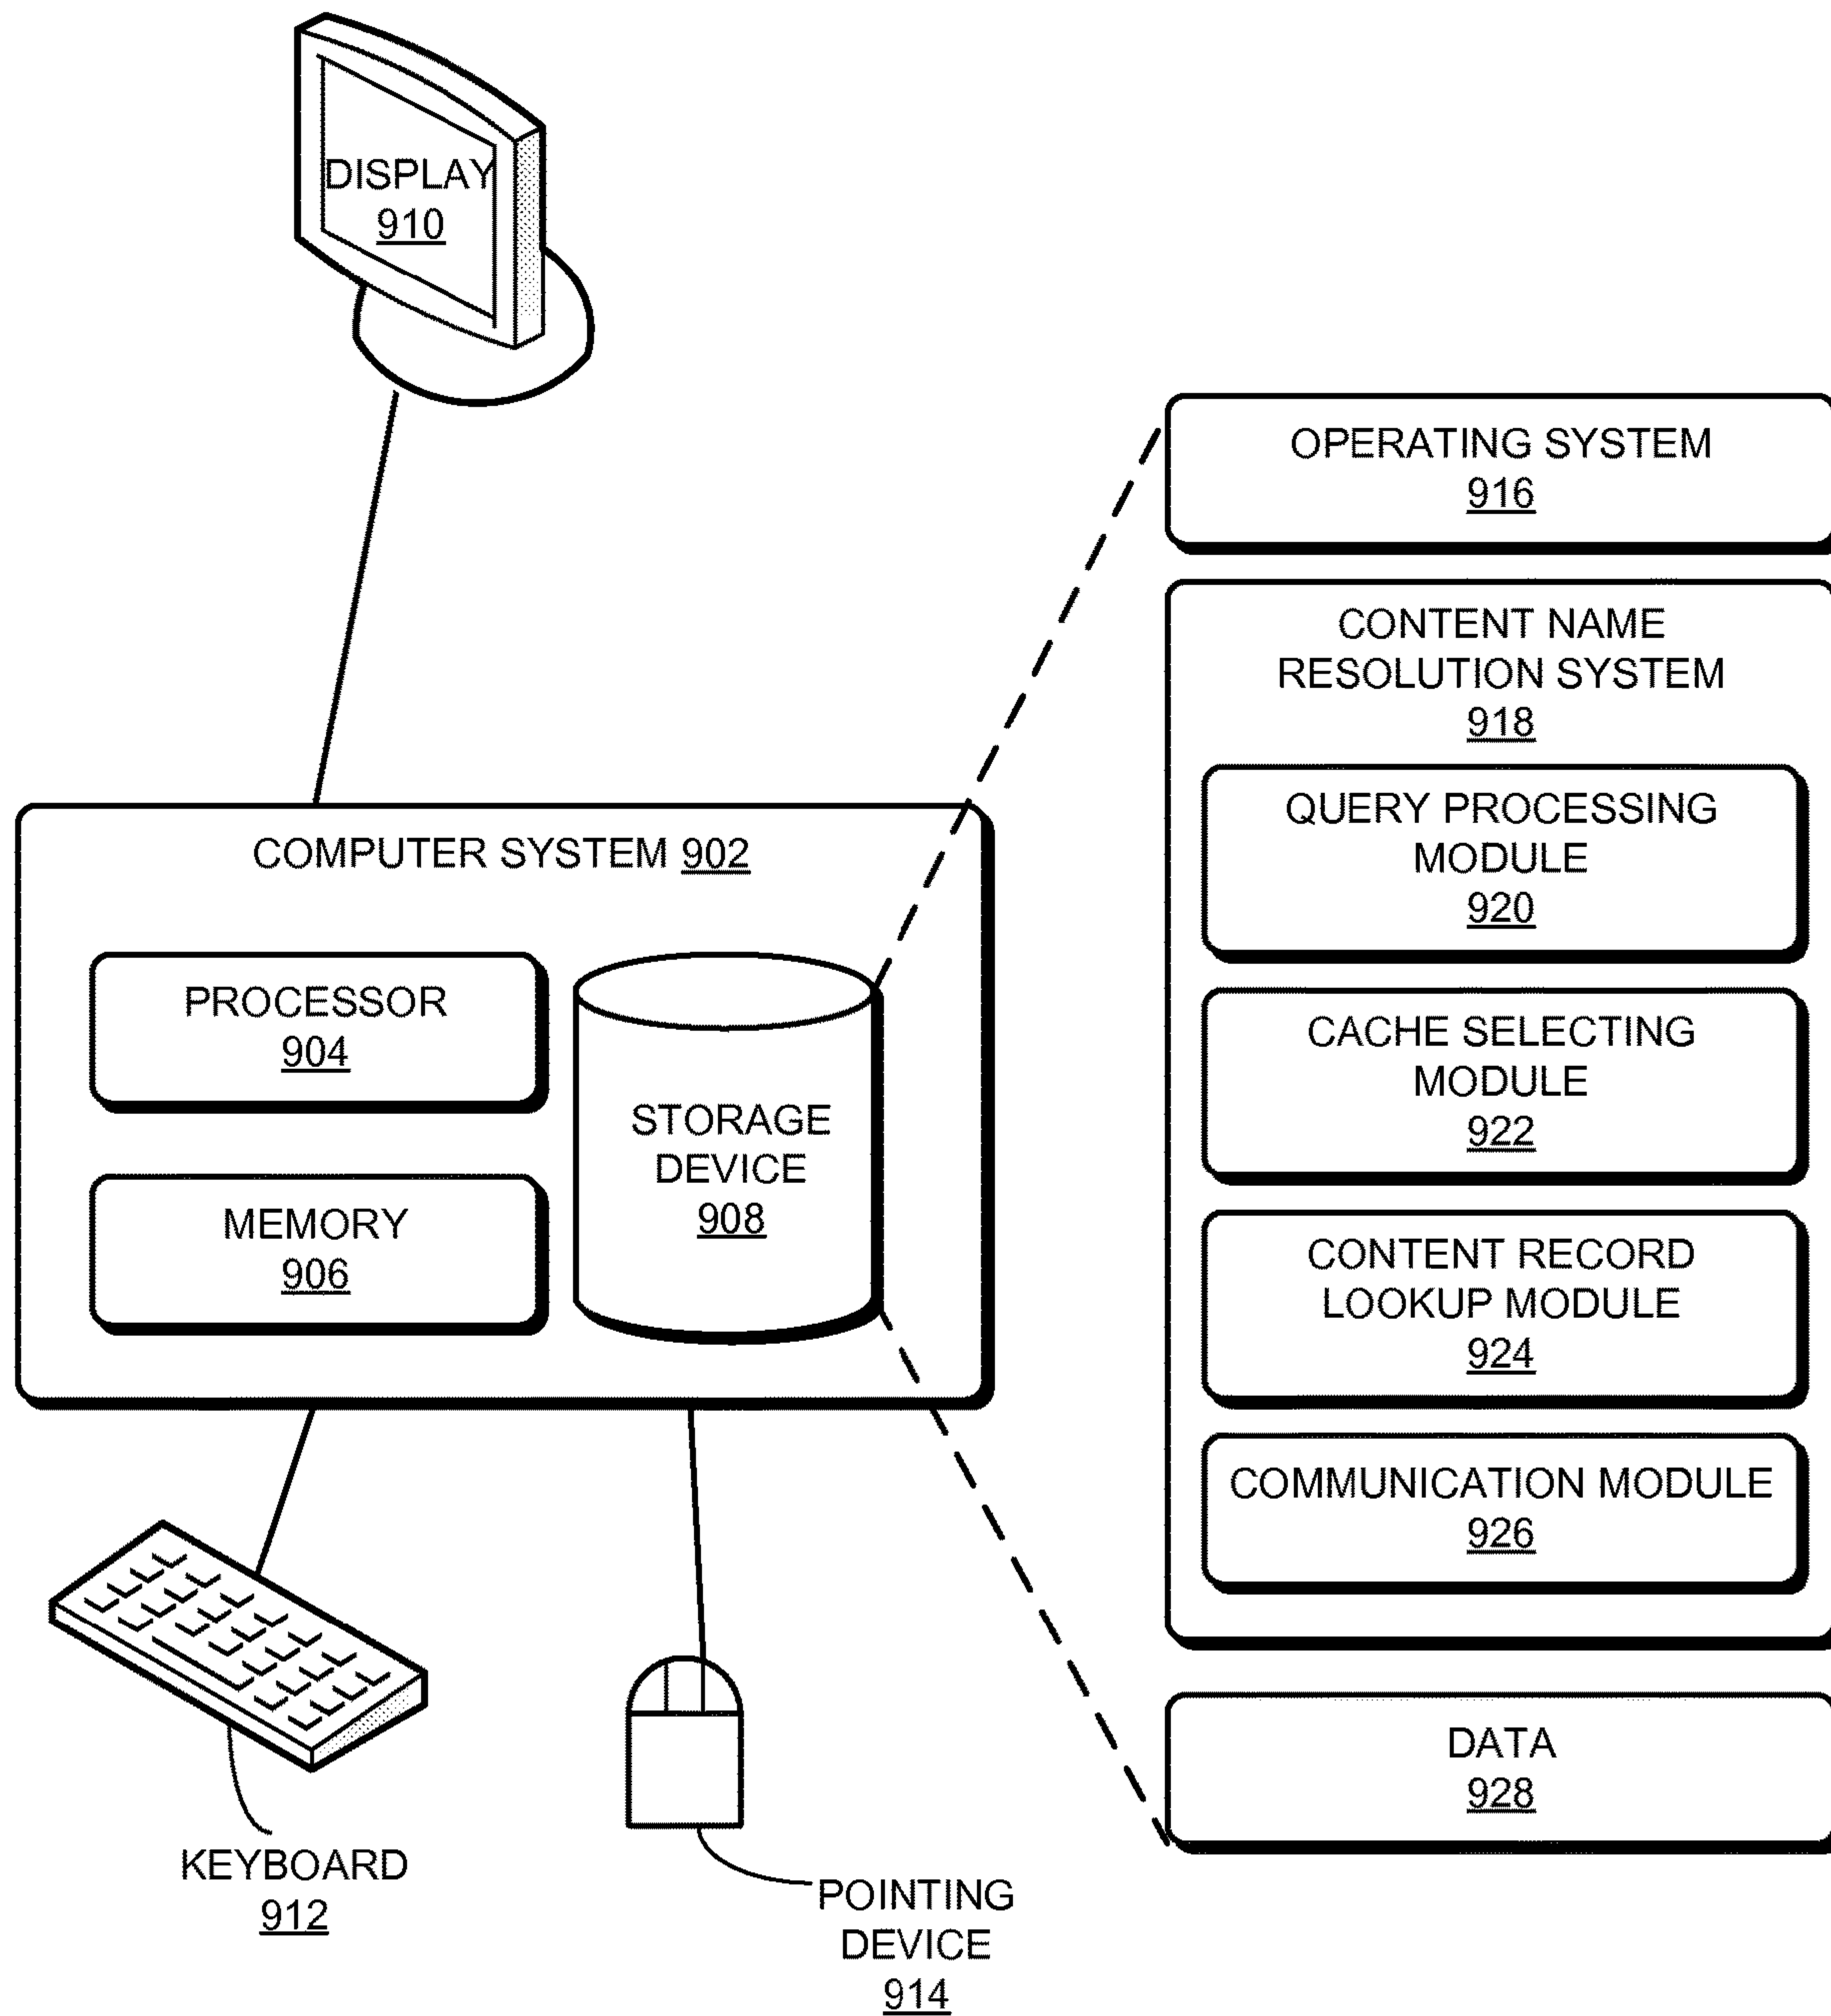 DISPLAY
910
OPERATING SYSTEM
916
CONTENT NAME
RESOLUTION SYSTEM
918
QUERY PROCESSING
MODULE
920
CACHE SELECTING
MODULE
922
CONTENT RECORD
LOOKUP MODULE
924
COMMUNICATION MODULE
926
DATA
928
COMPUTER SYSTEM 902
PROCESSOR
904
MEMORY
906
STORAGE
DEVICE
908
KEYBOARD
912
POINTING
DEVICE
914